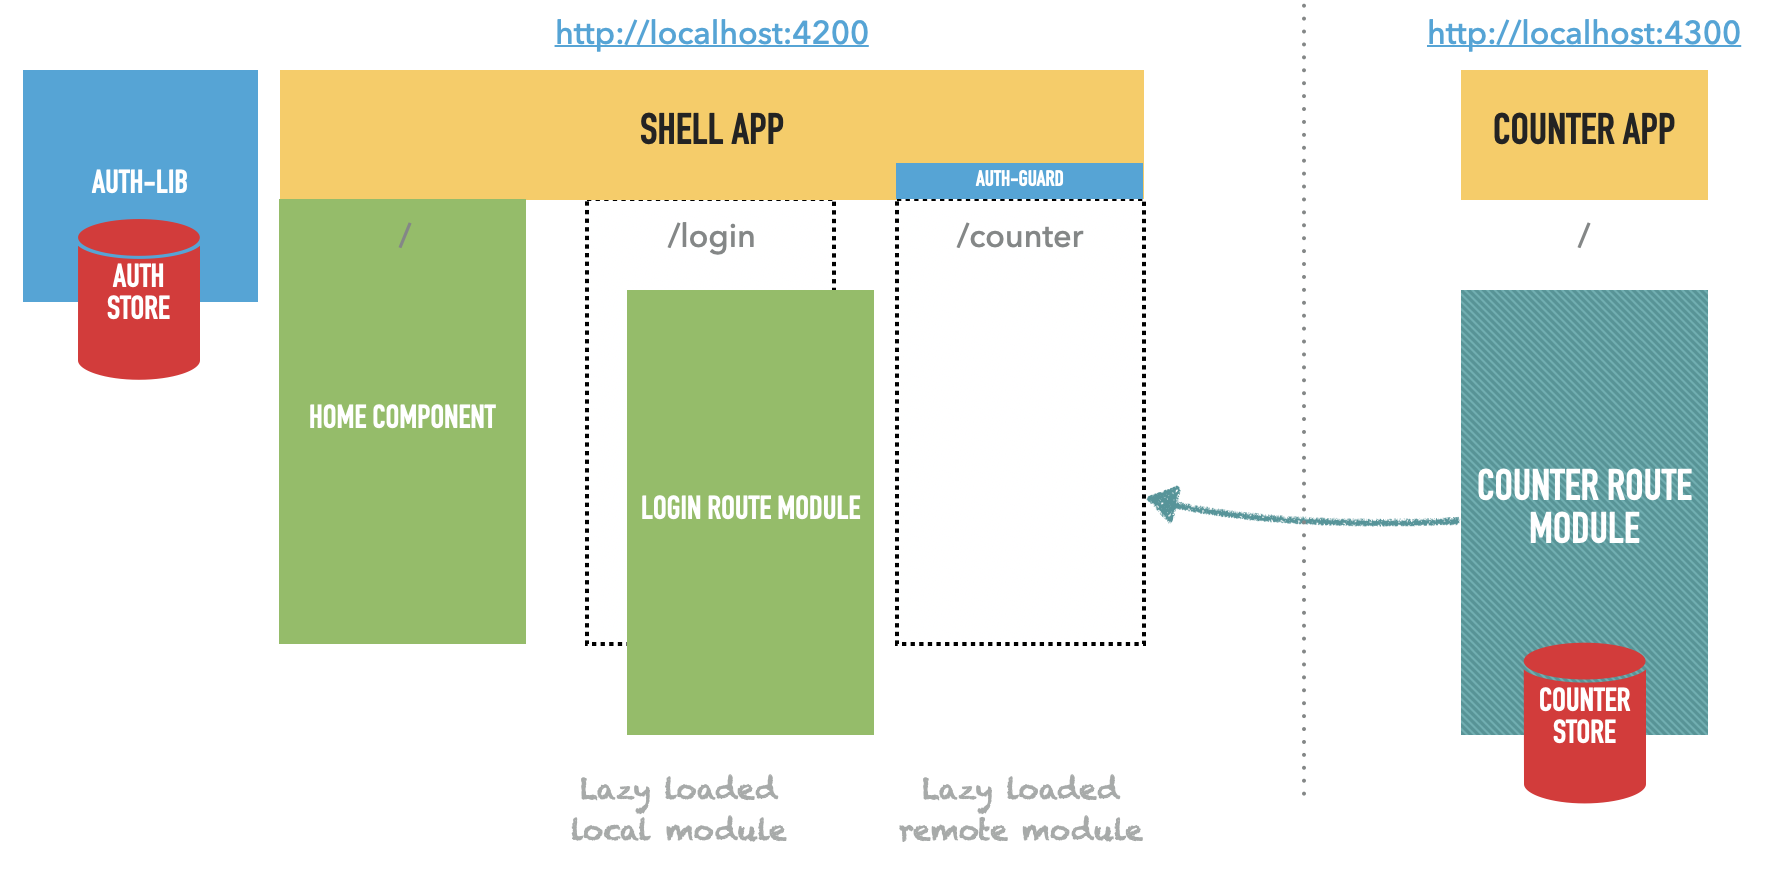 http://localhost:4200
http://localhost:4300
SHELL APP
COUNTER APP
AUTH-LIB
AUTH-GUARD
/
/login
/counter
/
AUTH
STORE
HOME COMPONENT
LOGIN ROUTE MODULE
COUNTER ROUTE
MODULE
COUNTER
STORE
Lazy loaded
local module
Lazy loaded
remote module